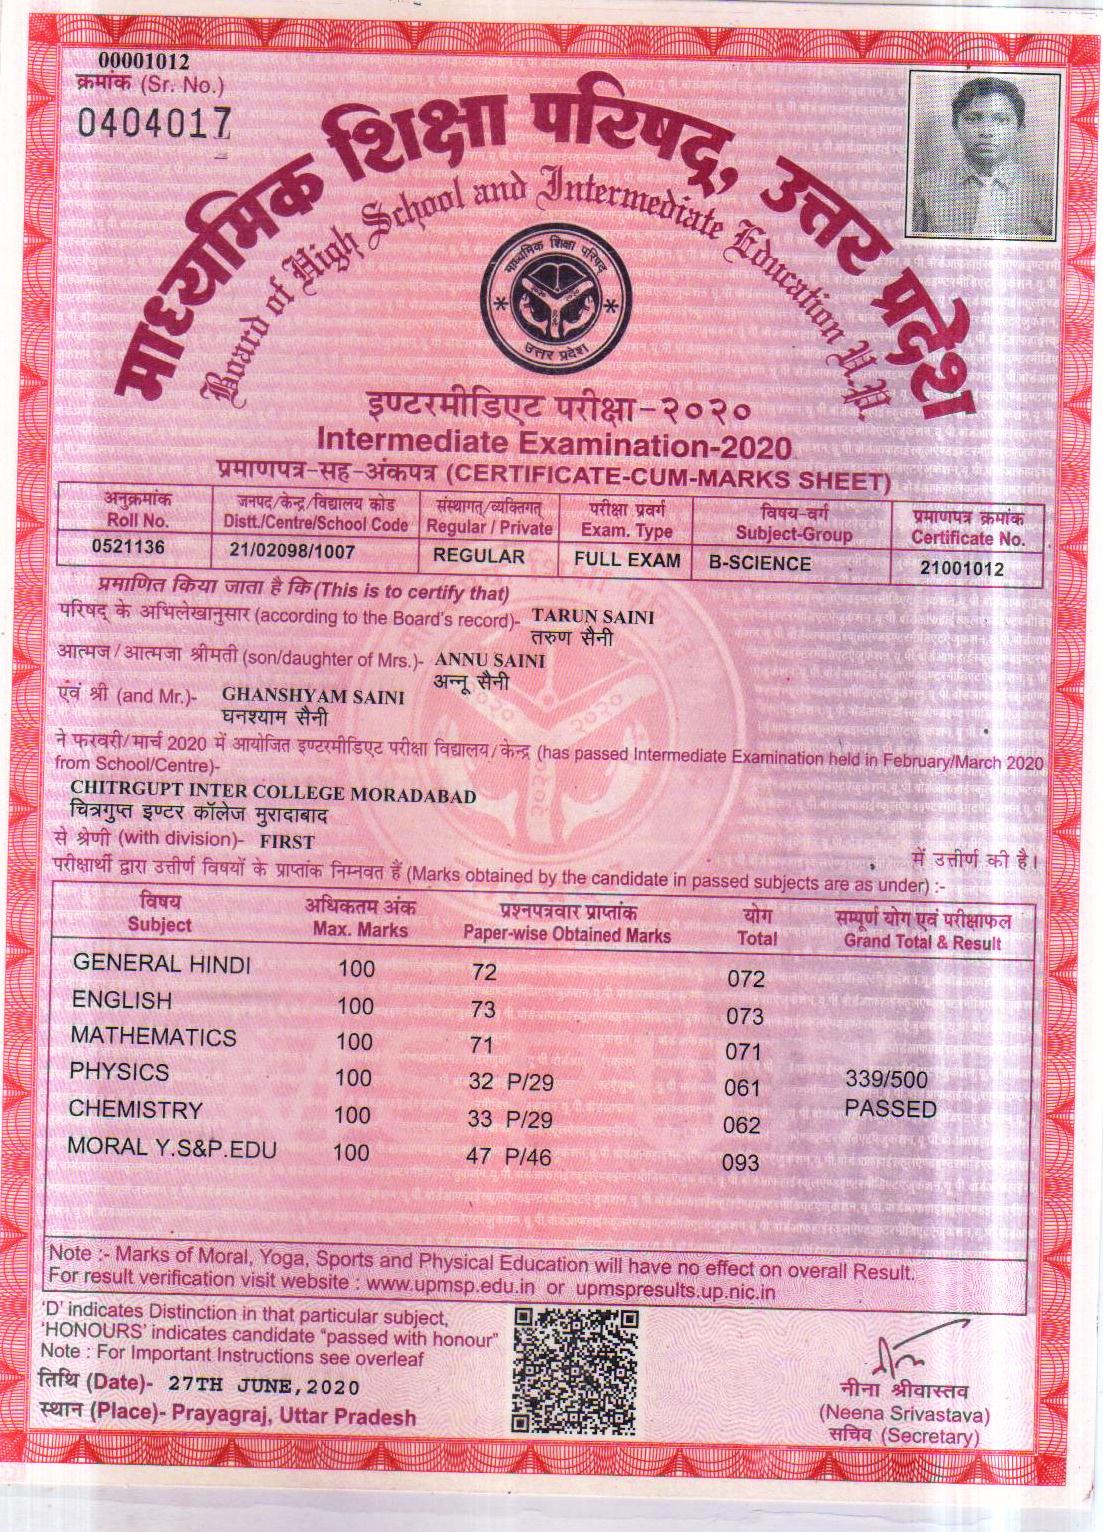 00001012
क्रमांक (Sr. No.)
0404017
माध्यमिक शिक्षा परिषद्, उत्तर प्रदेश
Board of High School and Intermediate Education U.P.
माध्यमिक शिक्षा परिषद्
उत्तर प्रदेश
इण्टरमीडिएट परीक्षा-२०२०
Intermediate Examination-2020
प्रमाणपत्र-सह-अंकपत्र (CERTIFICATE-CUM-MARKS SHEET)
अनुक्रमांक जनपद/केन्द्र/विद्यालय कोड संस्थागत/व्यक्तिगत परीक्षा प्रवर्ग विषय-वर्ग प्रमाणपत्र क्रमांक
Roll No. Distt./Centre/School Code Regular / Private Exam. Type Subject-Group Certificate No.
0521136 21/02098/1007 REGULAR FULL EXAM B-SCIENCE 21001012
प्रमाणित किया जाता है कि (This is to certify that)
परिषद् के अभिलेखानुसार (according to the Board's record)- TARUN SAINI
तरुण सैनी
आत्मज/आत्मजा श्रीमती (son/daughter of Mrs.)- ANNU SAINI
अन्नू सैनी
एवं श्री (and Mr.)- GHANSHYAM SAINI
घनश्याम सैनी
ने फरवरी/मार्च 2020 में आयोजित इण्टरमीडिएट परीक्षा विद्यालय/केन्द्र (has passed Intermediate Examination held in February/March 2020
from School/Centre)-
CHITRGUPT INTER COLLEGE MORADABAD
चित्रगुप्त इण्टर कॉलेज मुरादाबाद
से श्रेणी (with division)- FIRST में उत्तीर्ण की है।
परीक्षार्थी द्वारा उत्तीर्ण विषयों के प्राप्तांक निम्नवत हैं (Marks obtained by the candidate in passed subjects are as under) :-
विषय अधिकतम अंक प्रश्नपत्रवार प्राप्तांक योग सम्पूर्ण योग एवं परीक्षाफल
Subject Max. Marks Paper-wise Obtained Marks Total Grand Total & Result
GENERAL HINDI 100 72 072
ENGLISH 100 73 073
MATHEMATICS 100 71 071
PHYSICS 100 32 P/29 061 339/500
CHEMISTRY 100 33 P/29 062 PASSED
MORAL Y.S&P.EDU 100 47 P/46 093
Note :- Marks of Moral, Yoga, Sports and Physical Education will have no effect on overall Result.
For result verification visit website : www.upmsp.edu.in or upmspresults.up.nic.in
'D' indicates Distinction in that particular subject,
'HONOURS' indicates candidate "passed with honour"
Note : For Important Instructions see overleaf
तिथि (Date)- 27TH JUNE,2020
स्थान (Place)- Prayagraj, Uttar Pradesh
नीना श्रीवास्तव
(Neena Srivastava)
सचिव (Secretary)